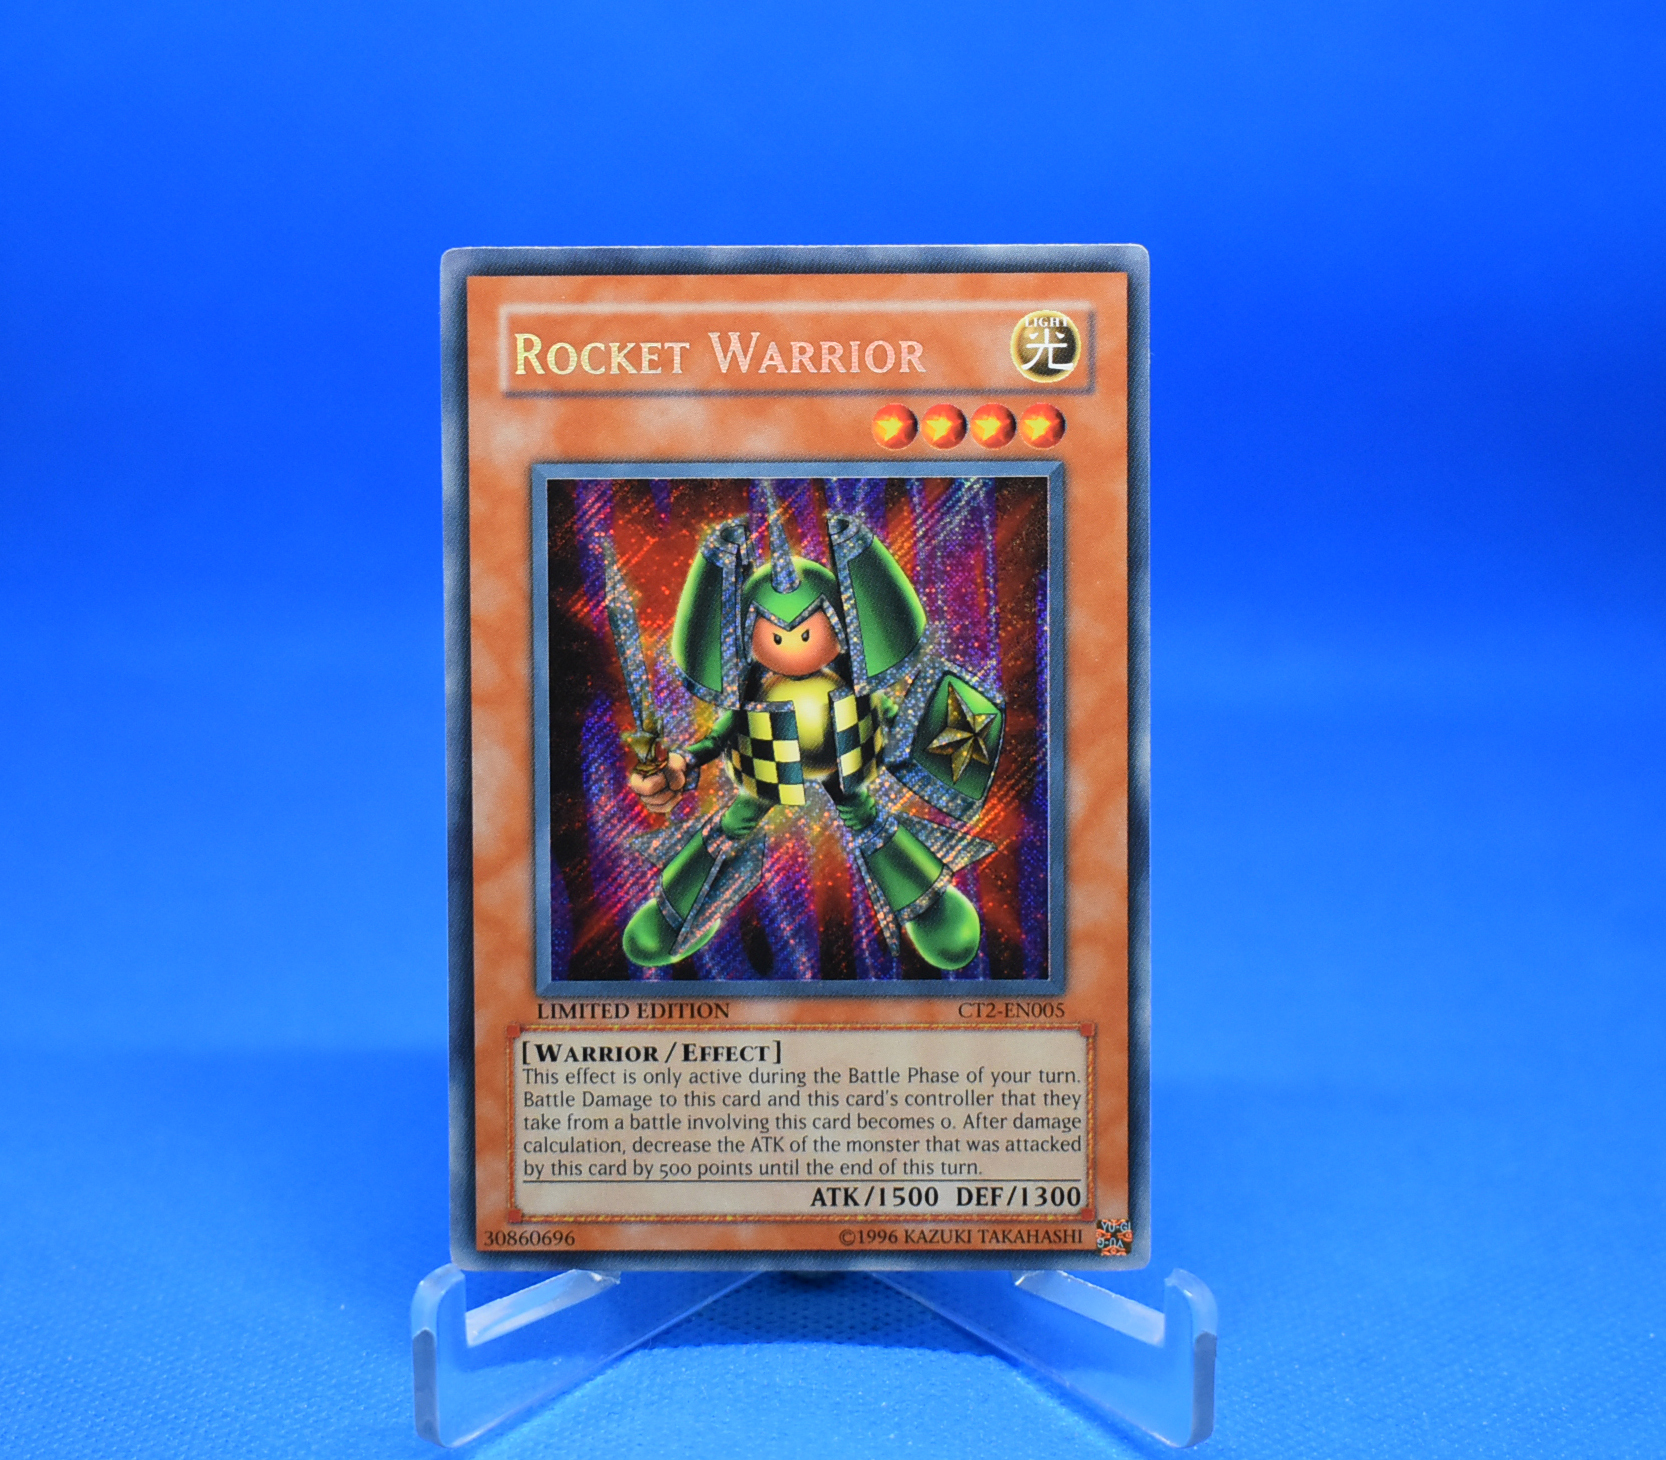 ROCKET WARRIOR
LIGHT
光
LIMITED EDITION
CT2-EN005
[WARRIOR/EFFECT]
This effect is only active during the Battle Phase of your turn.
Battle Damage to this card and this card's controller that they
take from a battle involving this card becomes 0. After damage
calculation, decrease the ATK of the monster that was attacked
by this card by 500 points until the end of this turn.
ATK/1500 DEF/1300
30860696
©1996 KAZUKI TAKAHASHI